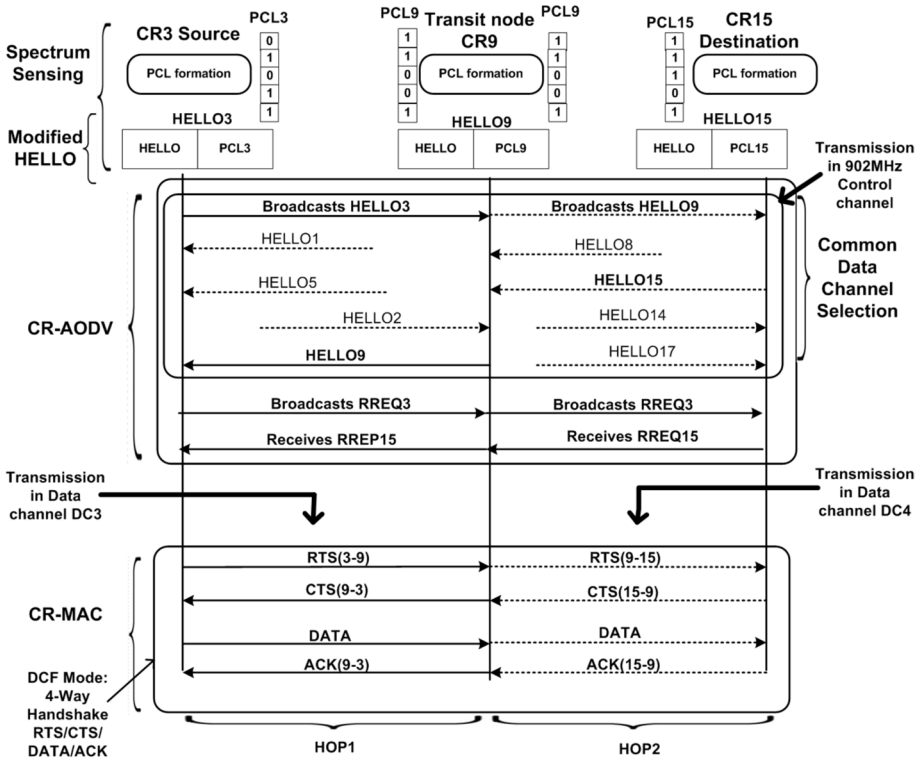 PCL3
PCL9
Transit node
CR9
PCL9
PCL15
CR15
Destination
CR3 Source
Spectrum
Sensing
PCL formation
0
1
0
1
1
1
1
0
0
1
PCL formation
1
1
0
0
1
1
1
1
0
1
PCL formation
Modified
HELLO
HELLO3
HELLO
PCL3
HELLO9
HELLO
PCL9
HELLO15
HELLO
PCL15
Transmission
in 902MHz
Control
channel
Broadcasts HELLO3
Broadcasts HELLO9
HELLO1
HELLO8
HELLO5
HELLO15
HELLO2
HELLO14
HELLO9
HELLO17
Common
Data
Channel
Selection
CR-AODV
Broadcasts RREQ3
Broadcasts RREQ3
Receives RREP15
Receives RREQ15
Transmission
in Data
channel DC3
Transmission
in Data
channel DC4
RTS(3-9)
RTS(9-15)
CTS(9-3)
CTS(15-9)
DATA
DATA
ACK(9-3)
ACK(15-9)
CR-MAC
DCF Mode:
4-Way
Handshake
RTS/CTS/
DATA/ACK
HOP1
HOP2